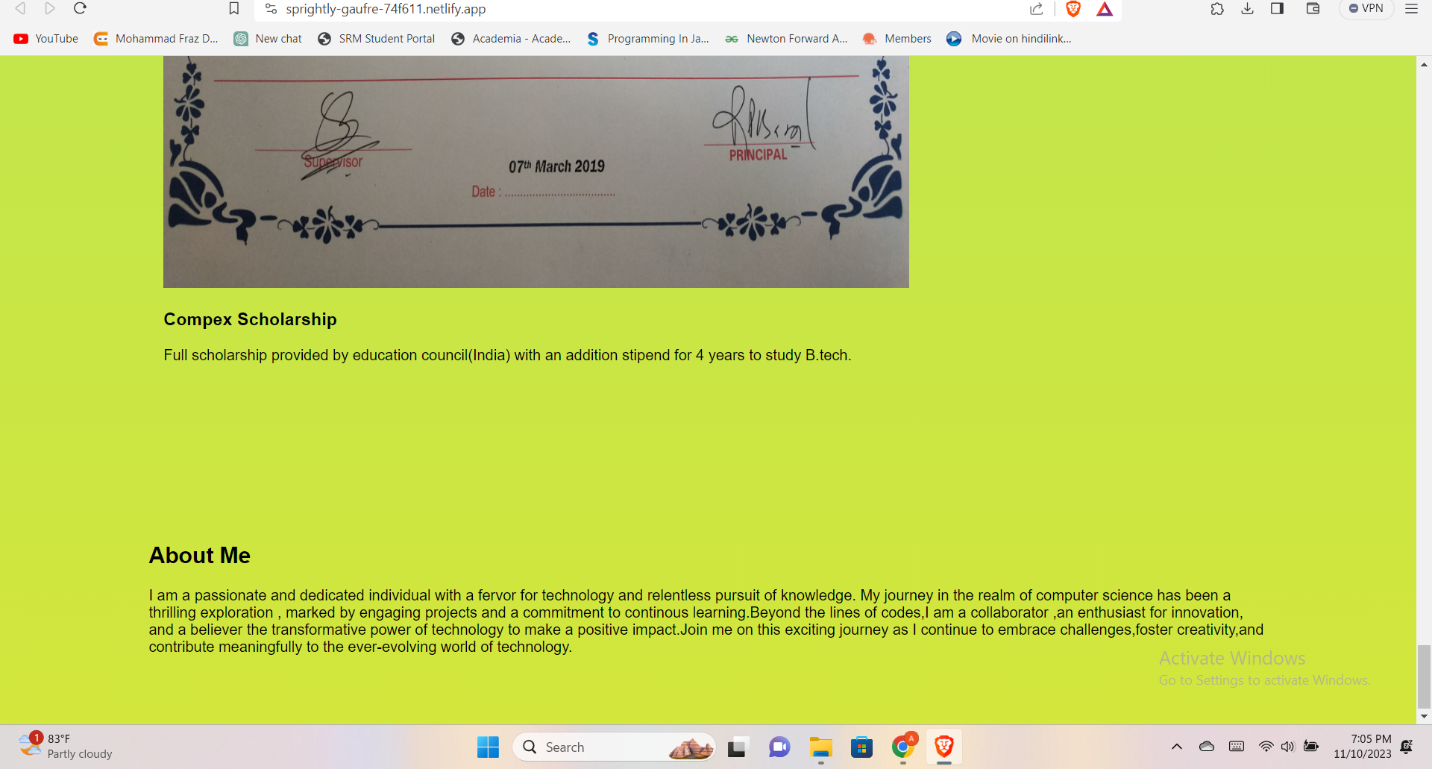 sprightly-gaufre-74f611.netlify.app
VPN
YouTube
Mohammad Fraz D...
New chat
SRM Student Portal
Academia - Acade...
Programming In Ja...
Newton Forward A...
Members
Movie on hindilink...
Supervisor
07th March 2019
Date : ................................
PRINCIPAL
Compex Scholarship
Full scholarship provided by education council(India) with an addition stipend for 4 years to study B.tech.
About Me
I am a passionate and dedicated individual with a fervor for technology and relentless pursuit of knowledge. My journey in the realm of computer science has been a
thrilling exploration , marked by engaging projects and a commitment to continous learning.Beyond the lines of codes,I am a collaborator ,an enthusiast for innovation,
and a believer the transformative power of technology to make a positive impact.Join me on this exciting journey as I continue to embrace challenges,foster creativity,and
contribute meaningfully to the ever-evolving world of technology.
Activate Windows
Go to Settings to activate Windows.
1
83°F
Partly cloudy
Search
7:05 PM
11/10/2023